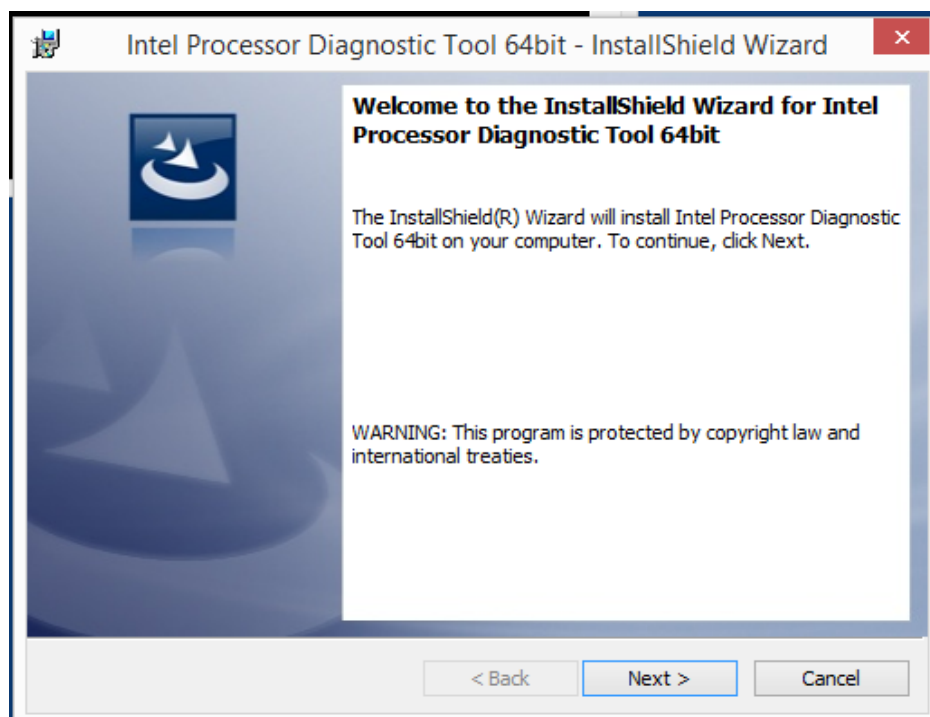 Intel Processor Diagnostic Tool 64bit - InstallShield Wizard
Welcome to the InstallShield Wizard for Intel
Processor Diagnostic Tool 64bit
The InstallShield(R) Wizard will install Intel Processor Diagnostic
Tool 64bit on your computer. To continue, click Next.
WARNING: This program is protected by copyright law and
international treaties.
< Back
Next >
Cancel